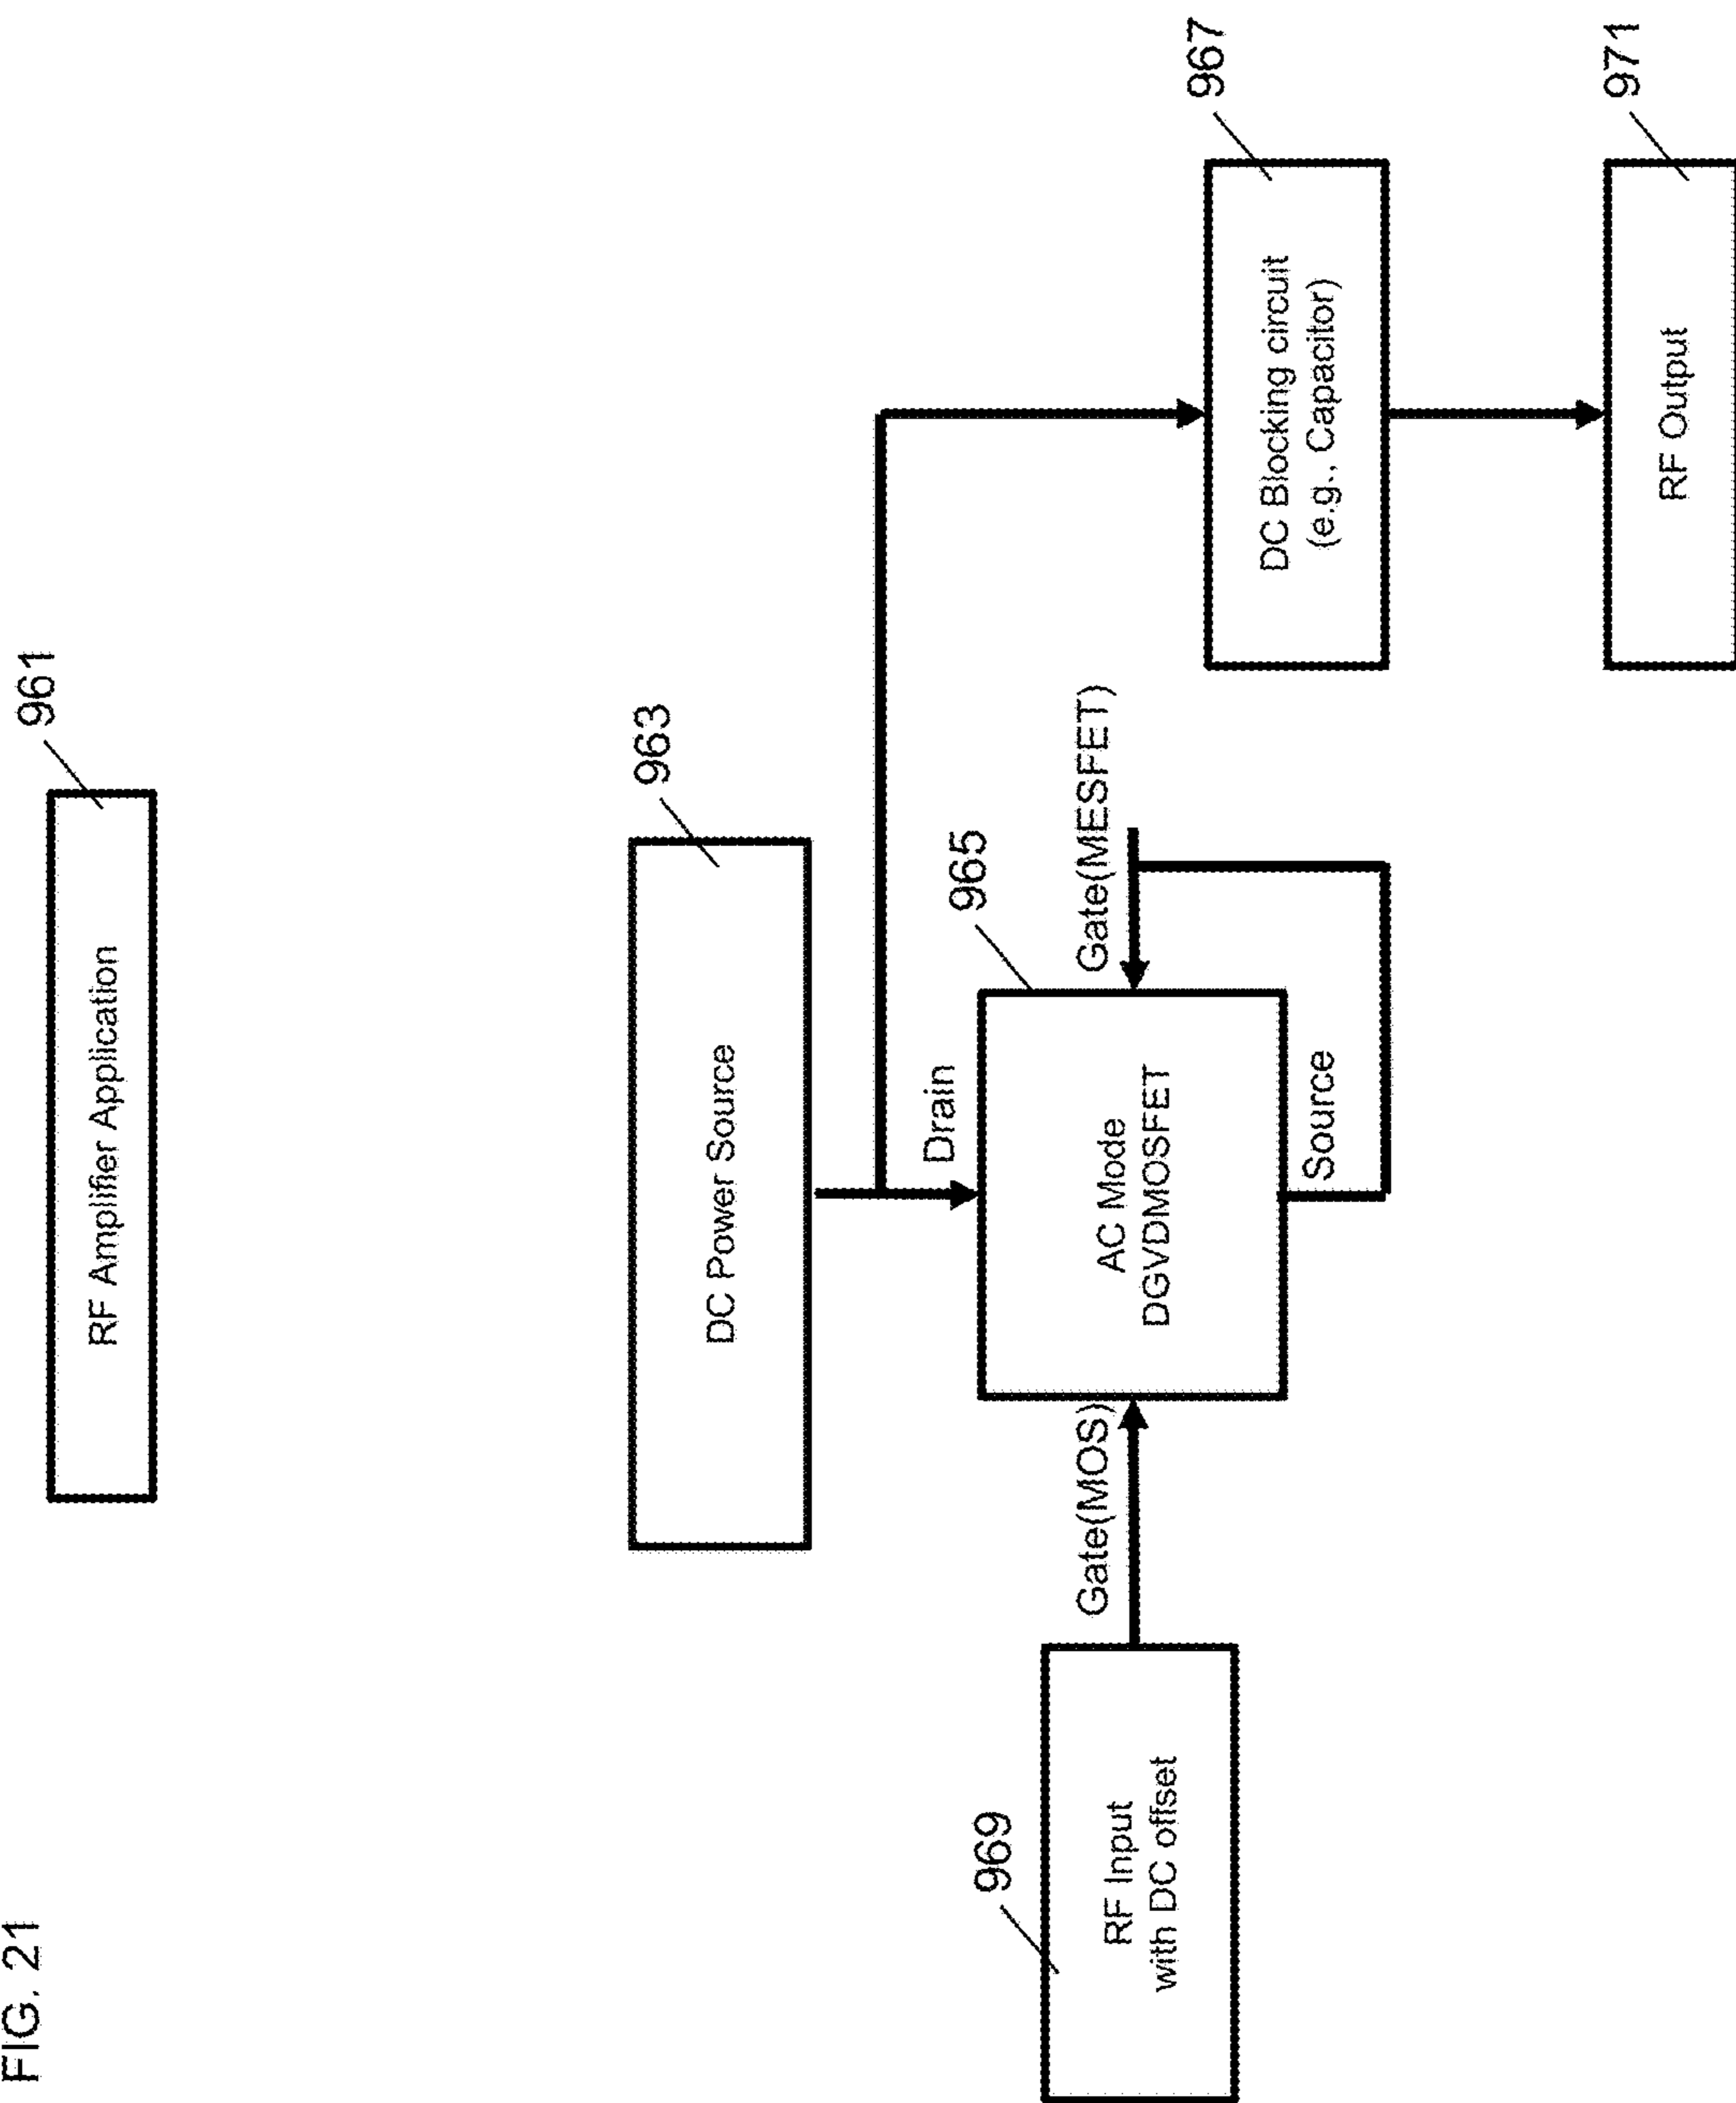 FIG. 21
961
RF Amplifier Application
963
DC Power Source
Drain
965
Gate(MESFET)
Gate(MOS)
AC Mode
DGVDMOSFET
Source
969
RF Input
with DC offset
967
DC Blocking circuit
(e.g., Capacitor)
971
RF Output